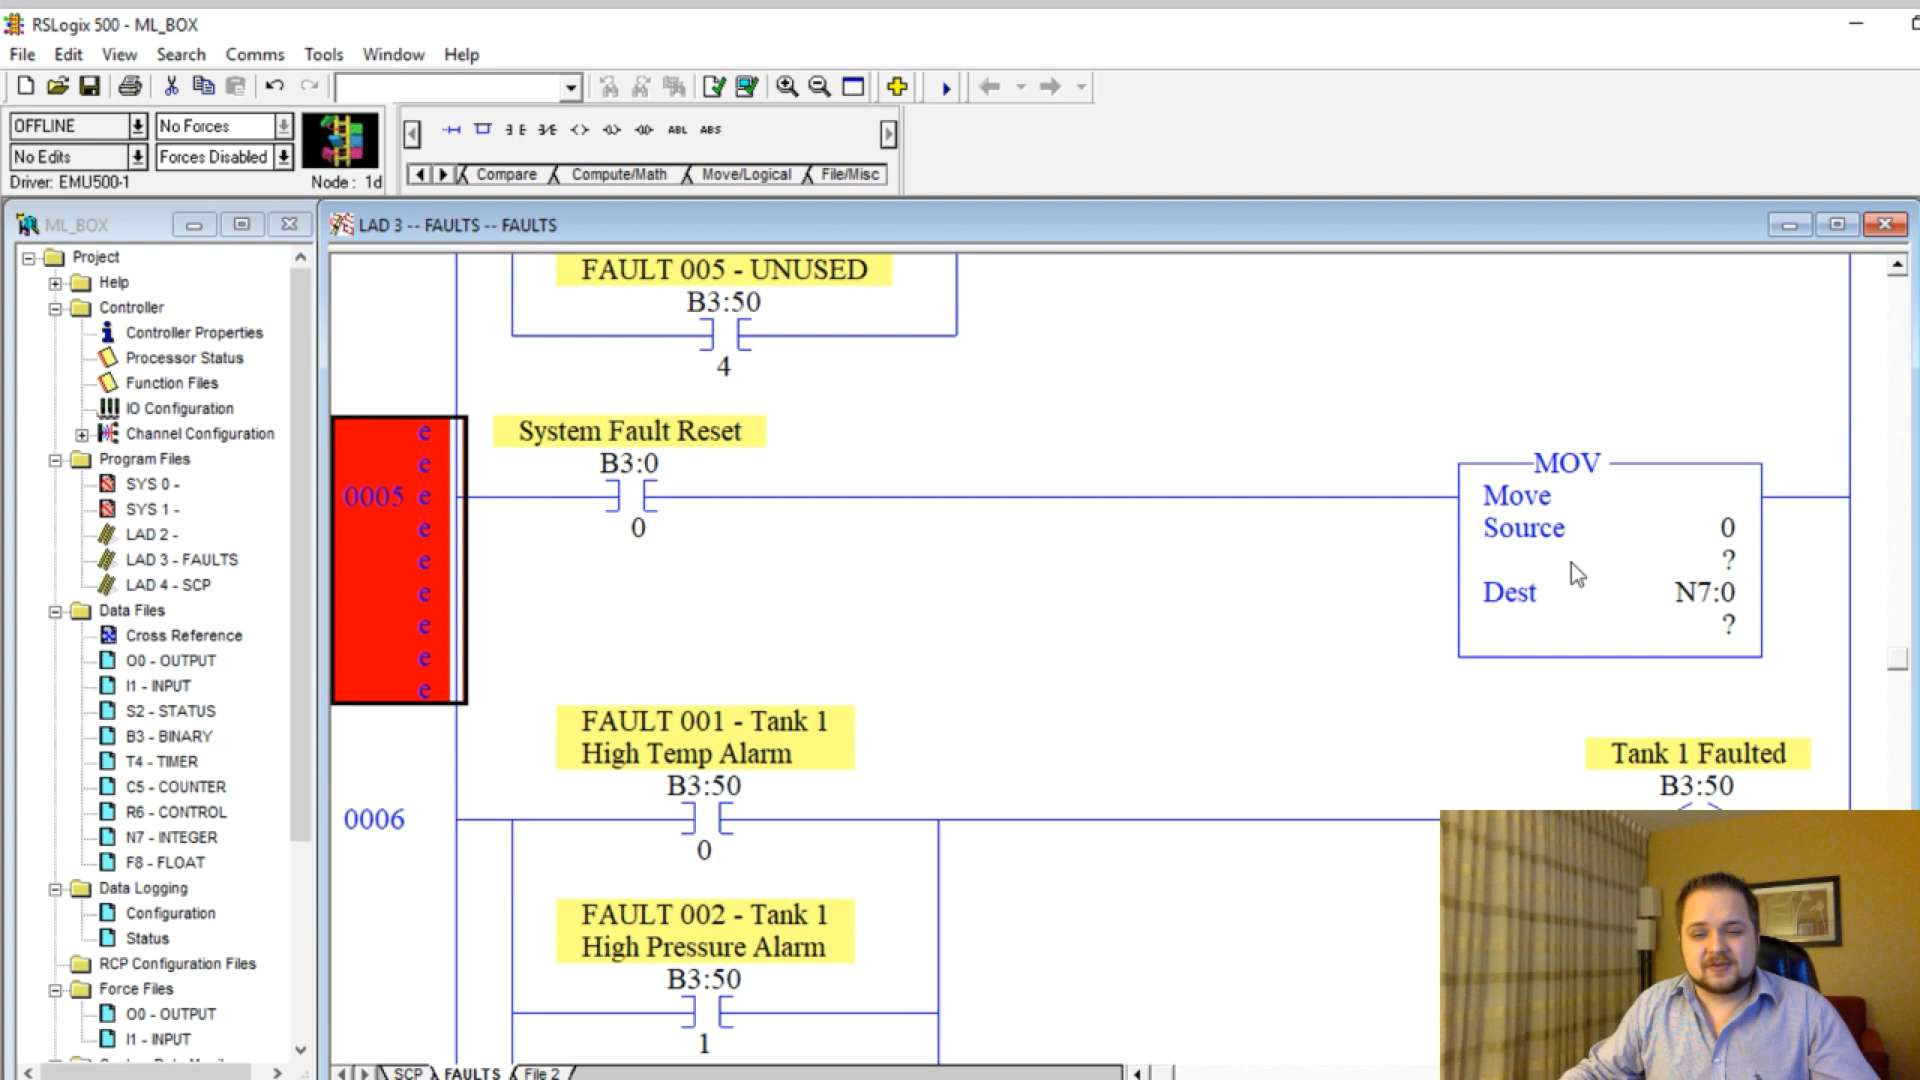 RSLogix 500 - ML_BOX
File Edit View Search Comms Tools Window Help
OFFLINE No Forces
No Edits Forces Disabled
Driver: EMU500-1 Node : 1d
ABL ABS
Compare Compute/Math Move/Logical File/Misc
ML_BOX
Project
Help
Controller
Controller Properties
Processor Status
Function Files
IO Configuration
Channel Configuration
Program Files
SYS 0 -
SYS 1 -
LAD 2 -
LAD 3 - FAULTS
LAD 4 - SCP
Data Files
Cross Reference
O0 - OUTPUT
I1 - INPUT
S2 - STATUS
B3 - BINARY
T4 - TIMER
C5 - COUNTER
R6 - CONTROL
N7 - INTEGER
F8 - FLOAT
Data Logging
Configuration
Status
RCP Configuration Files
Force Files
O0 - OUTPUT
I1 - INPUT
LAD 3 -- FAULTS -- FAULTS
FAULT 005 - UNUSED
B3:50
4
System Fault Reset
B3:0
0005
e
e
e
e
e
e
e
e
e
0
MOV
Move
Source 0
?
Dest N7:0
?
FAULT 001 - Tank 1
High Temp Alarm
B3:50
0006
0
Tank 1 Faulted
B3:50
FAULT 002 - Tank 1
High Pressure Alarm
B3:50
1
SCP FAULTS File 2